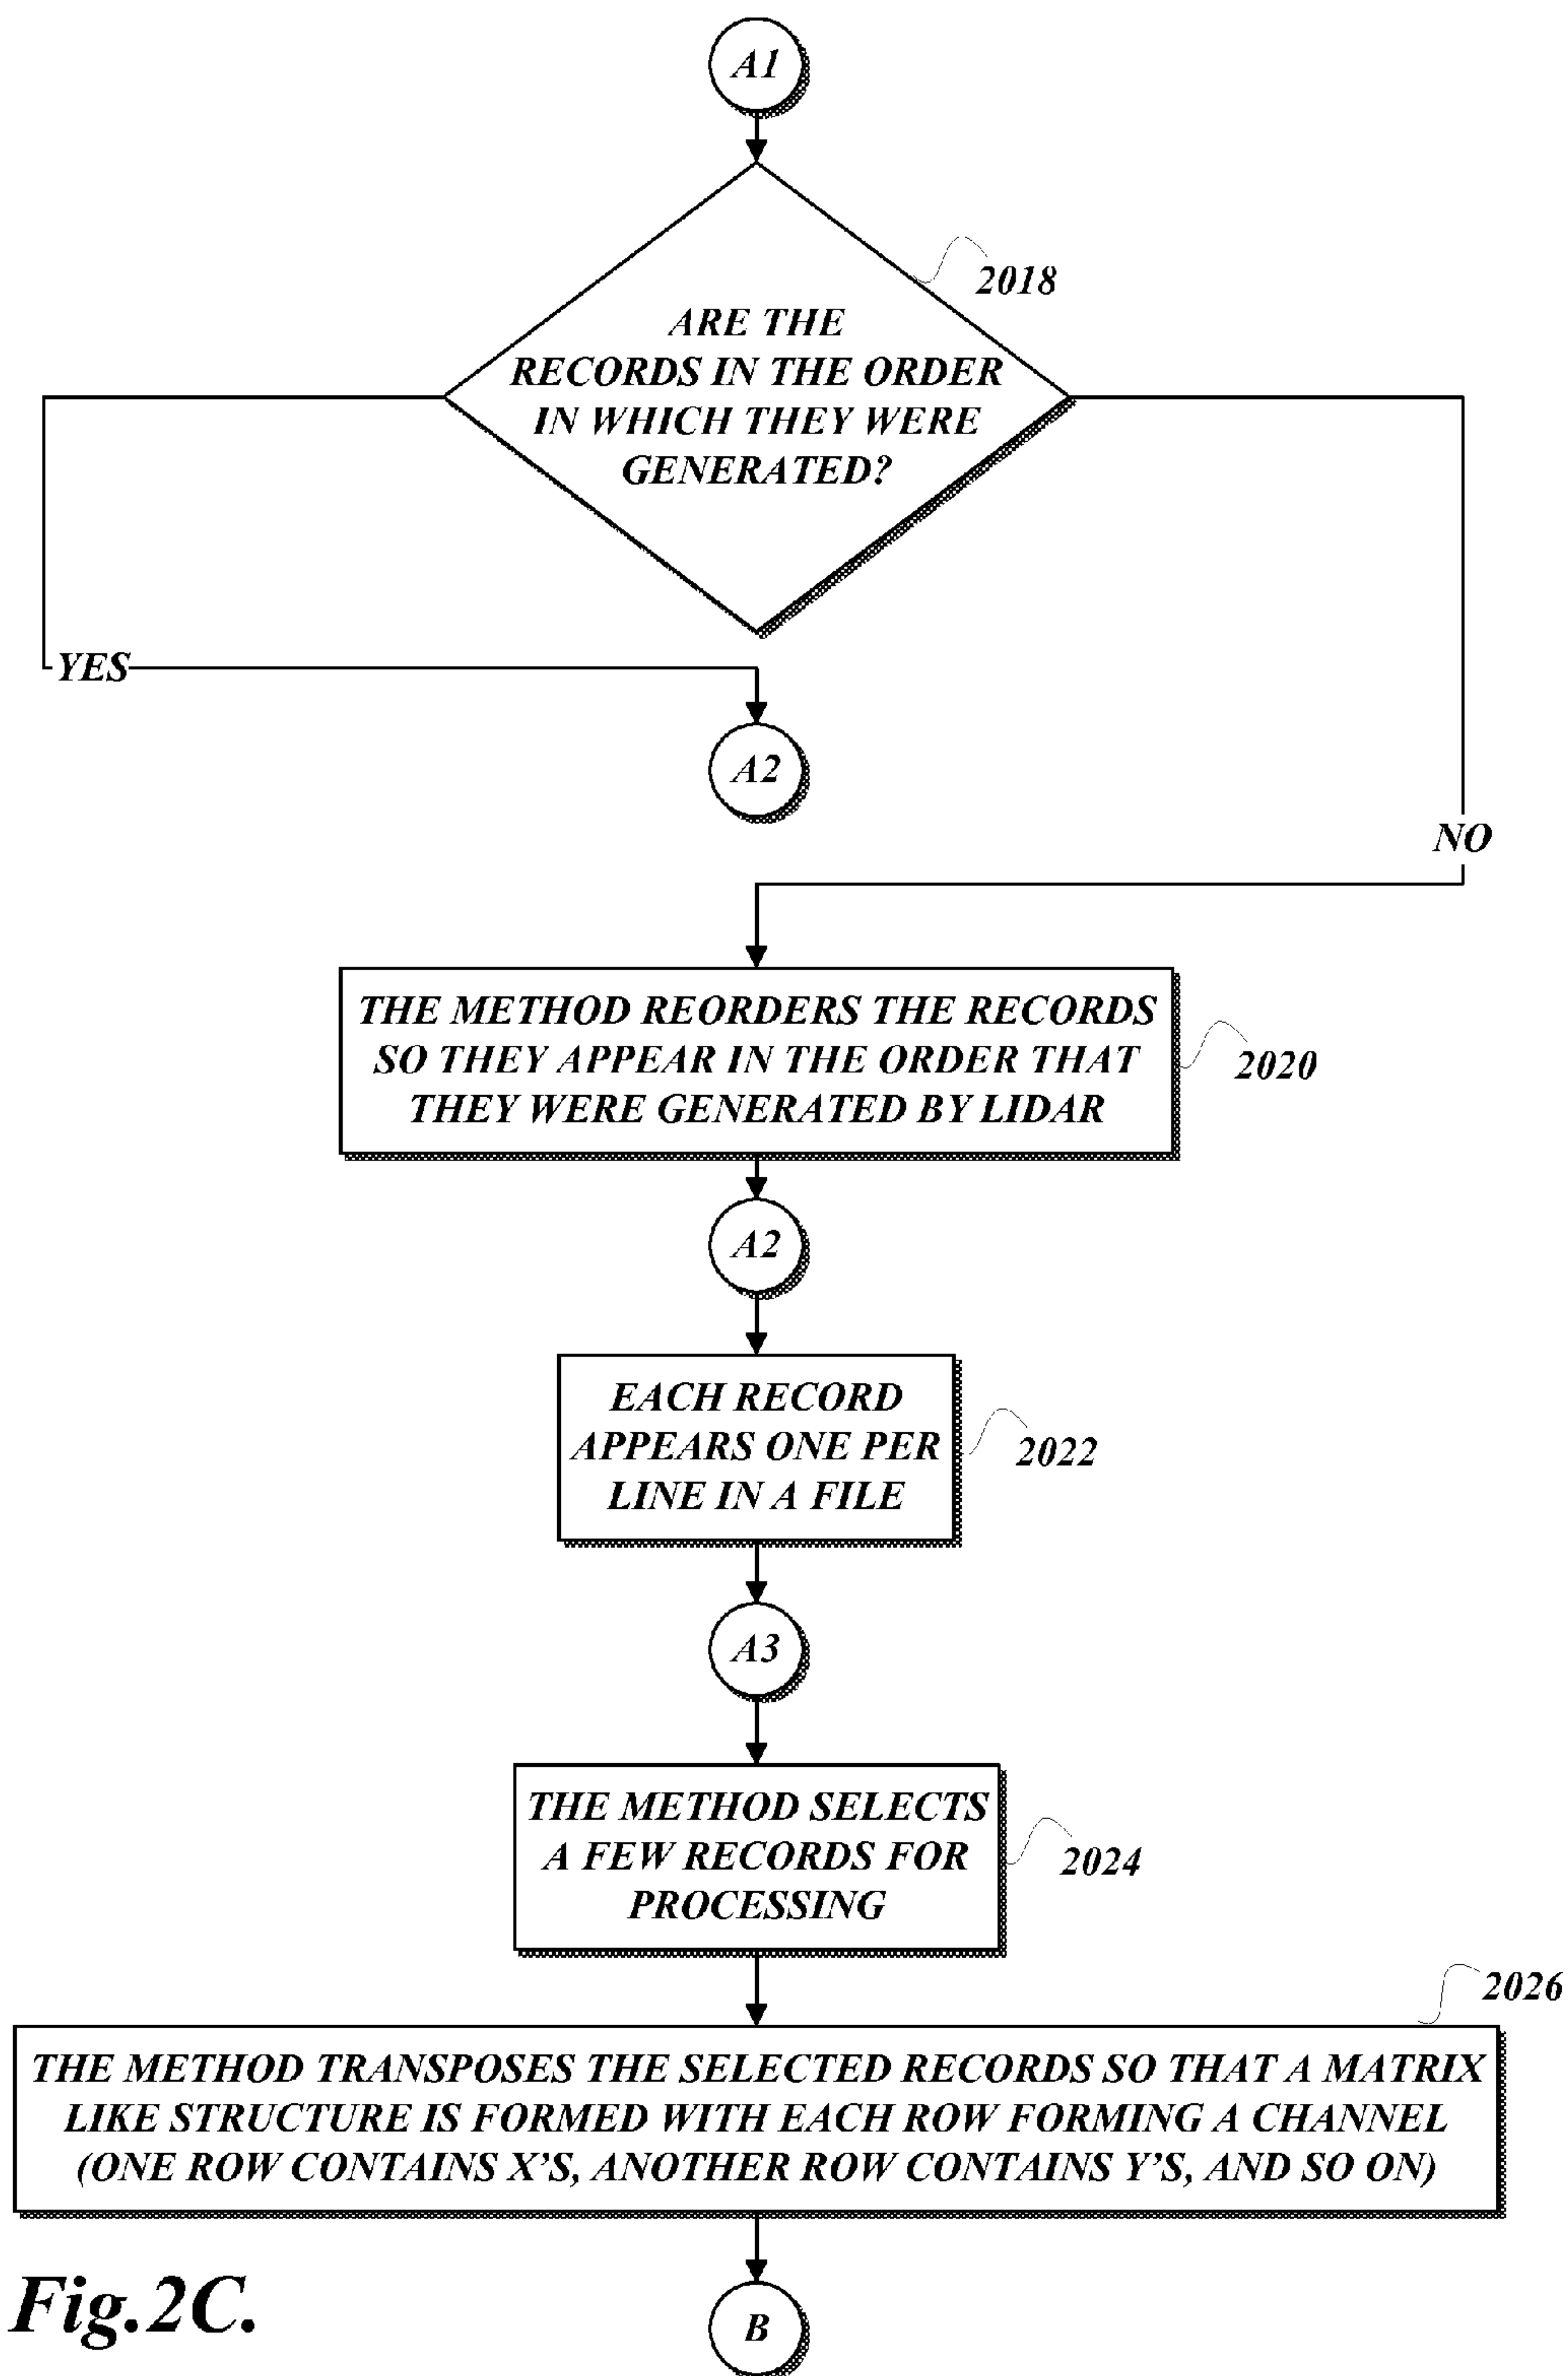 A1
2018
ARE THE
RECORDS IN THE ORDER
IN WHICH THEY WERE
GENERATED?
YES
A2
NO
THE METHOD REORDERS THE RECORDS
SO THEY APPEAR IN THE ORDER THAT
THEY WERE GENERATED BY LIDAR
2020
A2
EACH RECORD
APPEARS ONE PER
LINE IN A FILE
2022
A3
THE METHOD SELECTS
A FEW RECORDS FOR
PROCESSING
2024
2026
THE METHOD TRANSPOSES THE SELECTED RECORDS SO THAT A MATRIX
LIKE STRUCTURE IS FORMED WITH EACH ROW FORMING A CHANNEL
(ONE ROW CONTAINS X'S, ANOTHER ROW CONTAINS Y'S, AND SO ON)
Fig.2C.
B